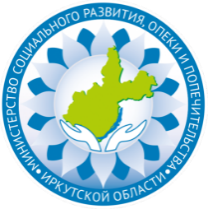 МИНИСТЕРСТВО СОЦИАЛЬНОГО РАЗВИТИЯ, ОПЕКИ И ПОПЕЧИТЕЛЬСТВА
ИРКУТСКОЙ ОБЛАСТИ